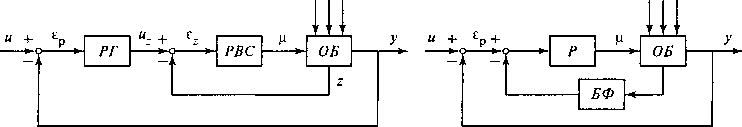 u + ε_р РГ u_z + ε_z РВС μ ОБ y
− − z
u + ε_р + Р μ ОБ y
− − БФ